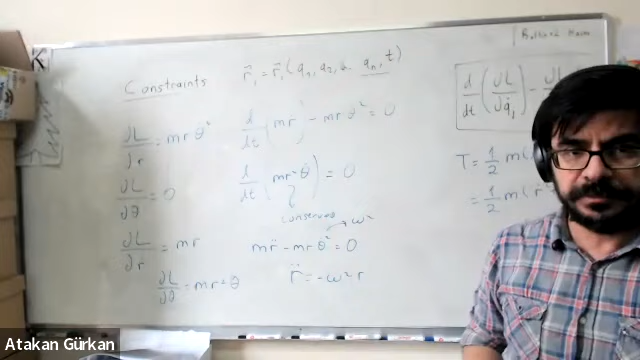 Constraints
r⃗ᵢ = r⃗ᵢ(q₁, q₂, qₙ, t)
∂L/∂r = mrθ̇²
d/dt(mṙ) - mrθ̇² = 0
∂L/∂θ = 0
d/dt(mr²θ̇) = 0
conserved
→ ω²
∂L/∂ṙ = mṙ
mr̈ - mrθ̇² = 0
∂L/∂θ̇ = mr²θ̇
r̈ = -ω²r
d/dt(∂L/∂q̇ⱼ) - ∂L
T = 1/2 m(
= 1/2 m(ṙ²
Atakan Gürkan